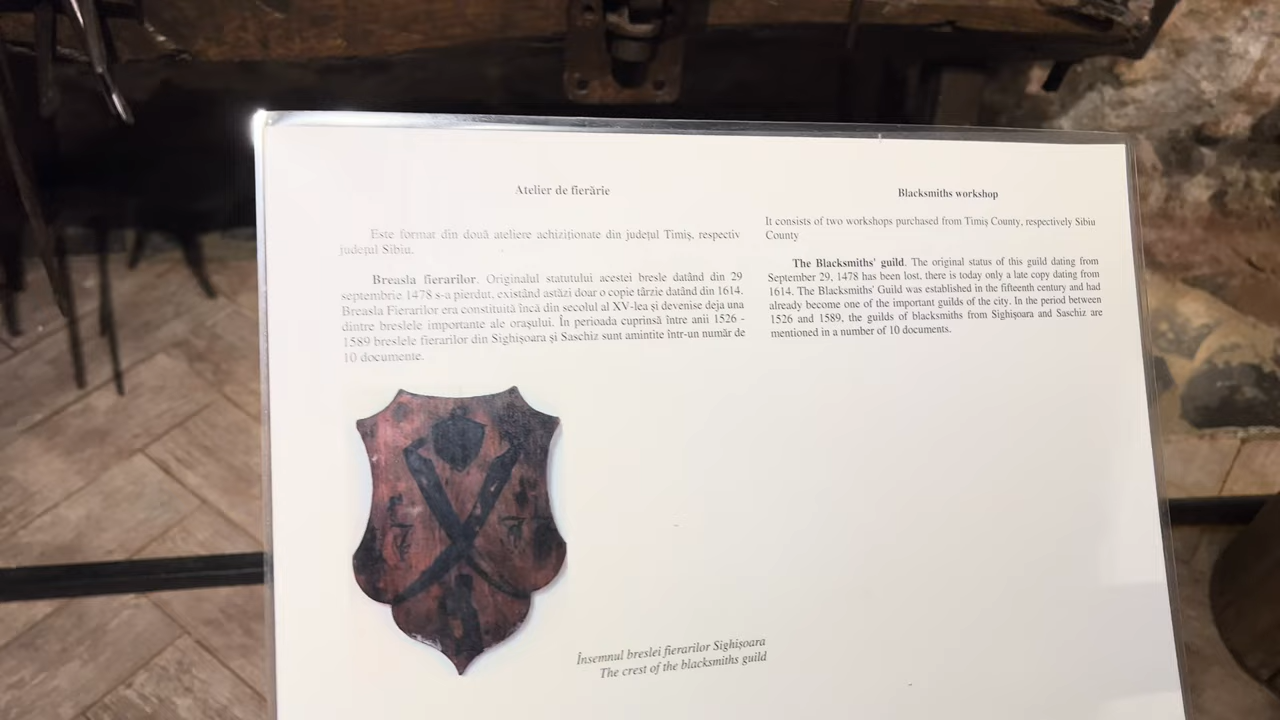 Atelier de fierărie
Este format din două ateliere achiziționate din județul Timiș, respectiv
județul Sibiu.
Breasla fierarilor. Originalul statutului acestei bresle datând din 29
septembrie 1478 s-a pierdut, existând astăzi doar o copie târzie datând din 1614.
Breasla Fierarilor era constituită încă din secolul al XV-lea și devenise deja una
dintre breslele importante ale orașului. În perioada cuprinsă între anii 1526 -
1589 breslele fierarilor din Sighișoara și Saschiz sunt amintite într-un număr de
10 documente.
Blacksmiths workshop
It consists of two workshops purchased from Timiș County, respectively Sibiu
County
The Blacksmiths' guild. The original status of this guild dating from
September 29, 1478 has been lost, there is today only a late copy dating from
1614. The Blacksmiths' Guild was established in the fifteenth century and had
already become one of the important guilds of the city. In the period between
1526 and 1589, the guilds of blacksmiths from Sighișoara and Saschiz are
mentioned in a number of 10 documents.
Însemnul breslei fierarilor Sighișoara
The crest of the blacksmiths guild